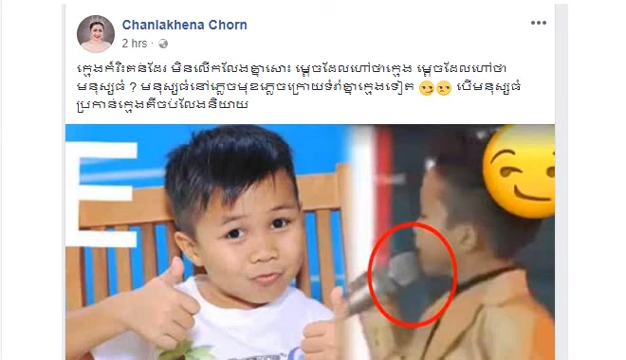 Chanlakhena Chorn
2 hrs ·
ក្មេងកំរិះគន់ដែរ មិនលើកលែងគ្នាសោះ ម្ដេចដែលហៅថាក្មេង ម្ដេចដែលហៅថា
មនុស្សធំ ? មនុស្សធំនៅភ្លេចមុខភ្លេចក្រោយទំរាំគ្នាក្មេងទៀត 😏😒 បើមនុស្សធំ
ប្រកាន់ក្មេងគឺចប់លែងនិយាយ
E